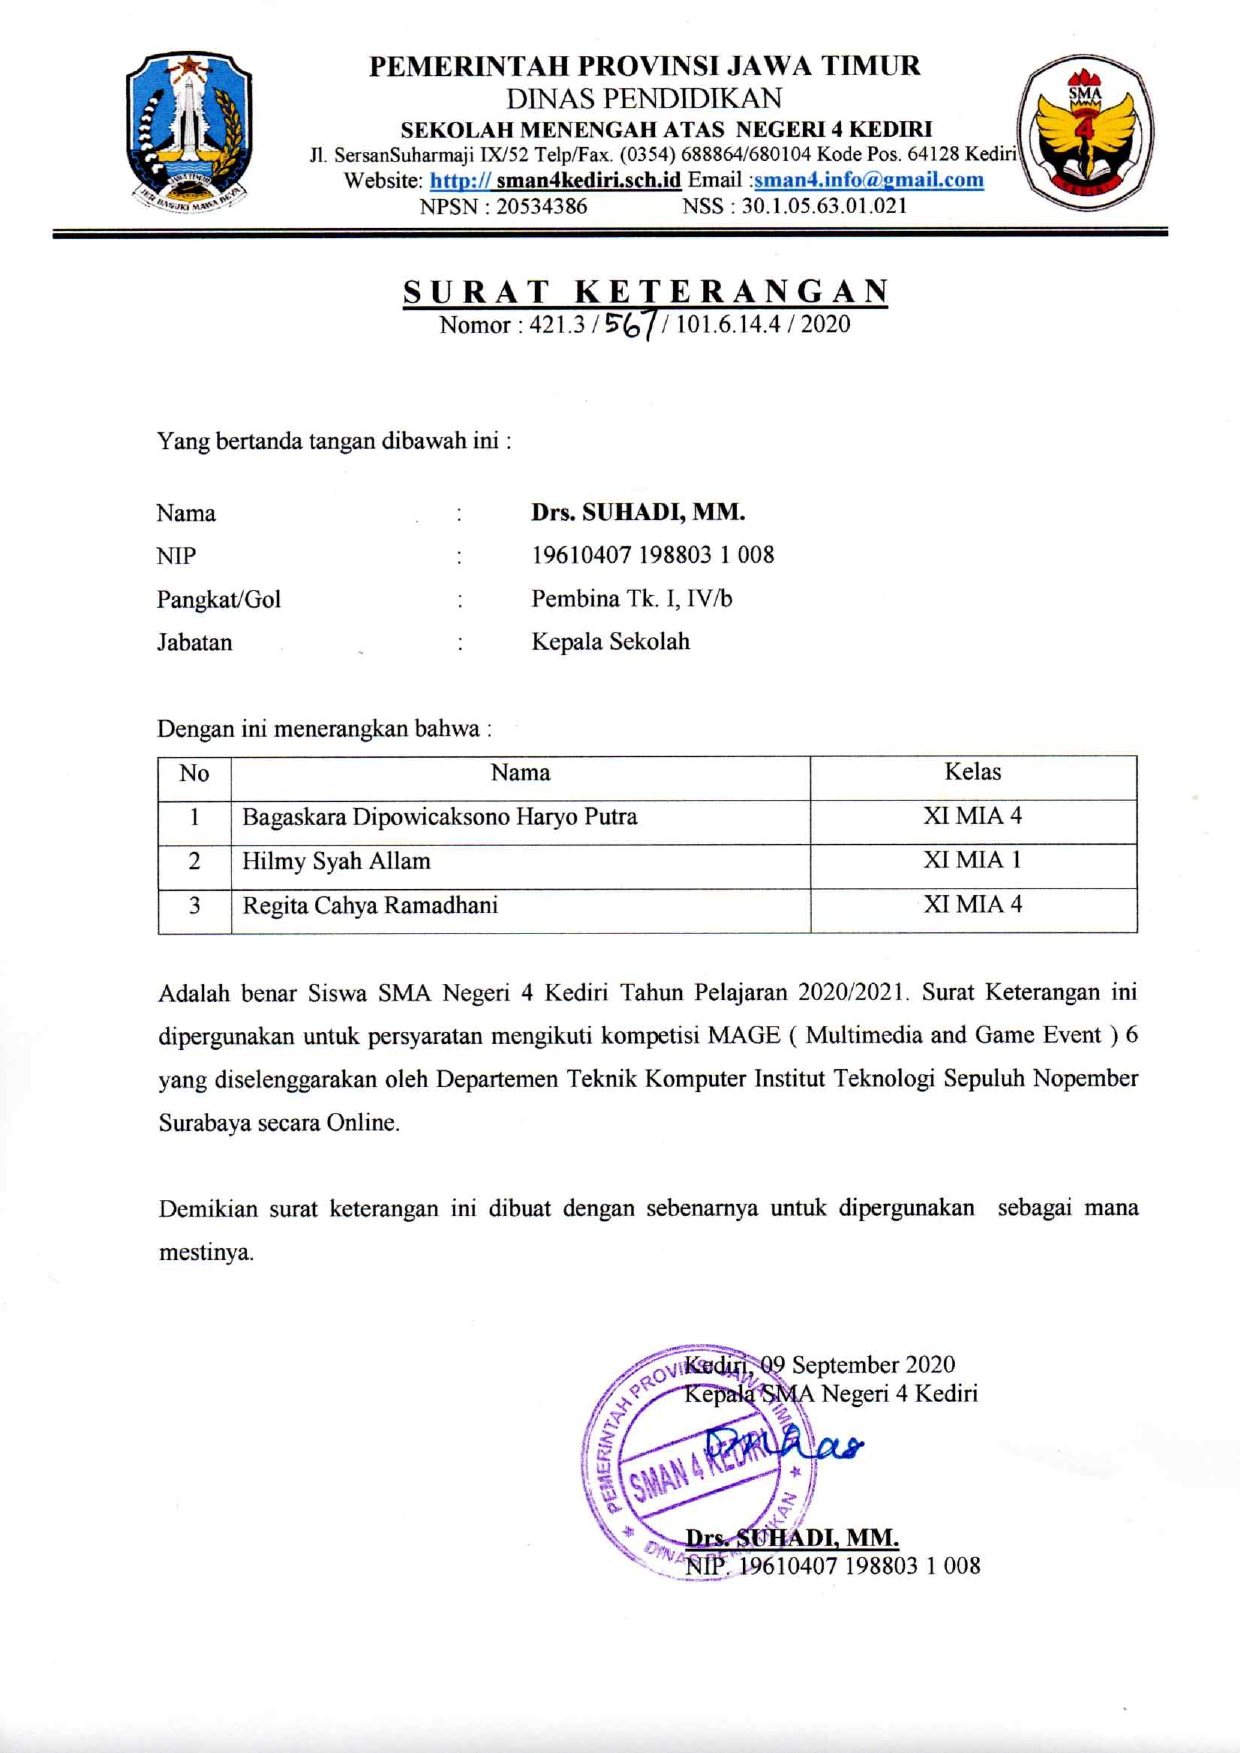 PEMERINTAH PROVINSI JAWA TIMUR
DINAS PENDIDIKAN
SEKOLAH MENENGAH ATAS NEGERI 4 KEDIRI
Jl. SersanSuharmaji IX/52 Telp/Fax. (0354) 688864/680104 Kode Pos. 64128 Kediri
Website: http:// sman4kediri.sch.id Email :sman4.info@gmail.com
NPSN : 20534386 NSS : 30.1.05.63.01.021
JAWA TIMUR
JER BASUKI MAWA BEYA
SMA
4
SURAT KETERANGAN
Nomor : 421.3 / 567 / 101.6.14.4 / 2020
Yang bertanda tangan dibawah ini :
Nama : Drs. SUHADI, MM.
NIP : 19610407 198803 1 008
Pangkat/Gol : Pembina Tk. I, IV/b
Jabatan : Kepala Sekolah
Dengan ini menerangkan bahwa :
No Nama Kelas
1 Bagaskara Dipowicaksono Haryo Putra XI MIA 4
2 Hilmy Syah Allam XI MIA 1
3 Regita Cahya Ramadhani XI MIA 4
Adalah benar Siswa SMA Negeri 4 Kediri Tahun Pelajaran 2020/2021. Surat Keterangan ini
dipergunakan untuk persyaratan mengikuti kompetisi MAGE ( Multimedia and Game Event ) 6
yang diselenggarakan oleh Departemen Teknik Komputer Institut Teknologi Sepuluh Nopember
Surabaya secara Online.
Demikian surat keterangan ini dibuat dengan sebenarnya untuk dipergunakan sebagai mana
mestinya.
Kediri, 09 September 2020
Kepala SMA Negeri 4 Kediri
PEMERINTAH PROVINSI JAWA TIMUR
SMAN 4 KEDIRI
DINAS PENDIDIKAN
Drs. SUHADI, MM.
NIP. 19610407 198803 1 008